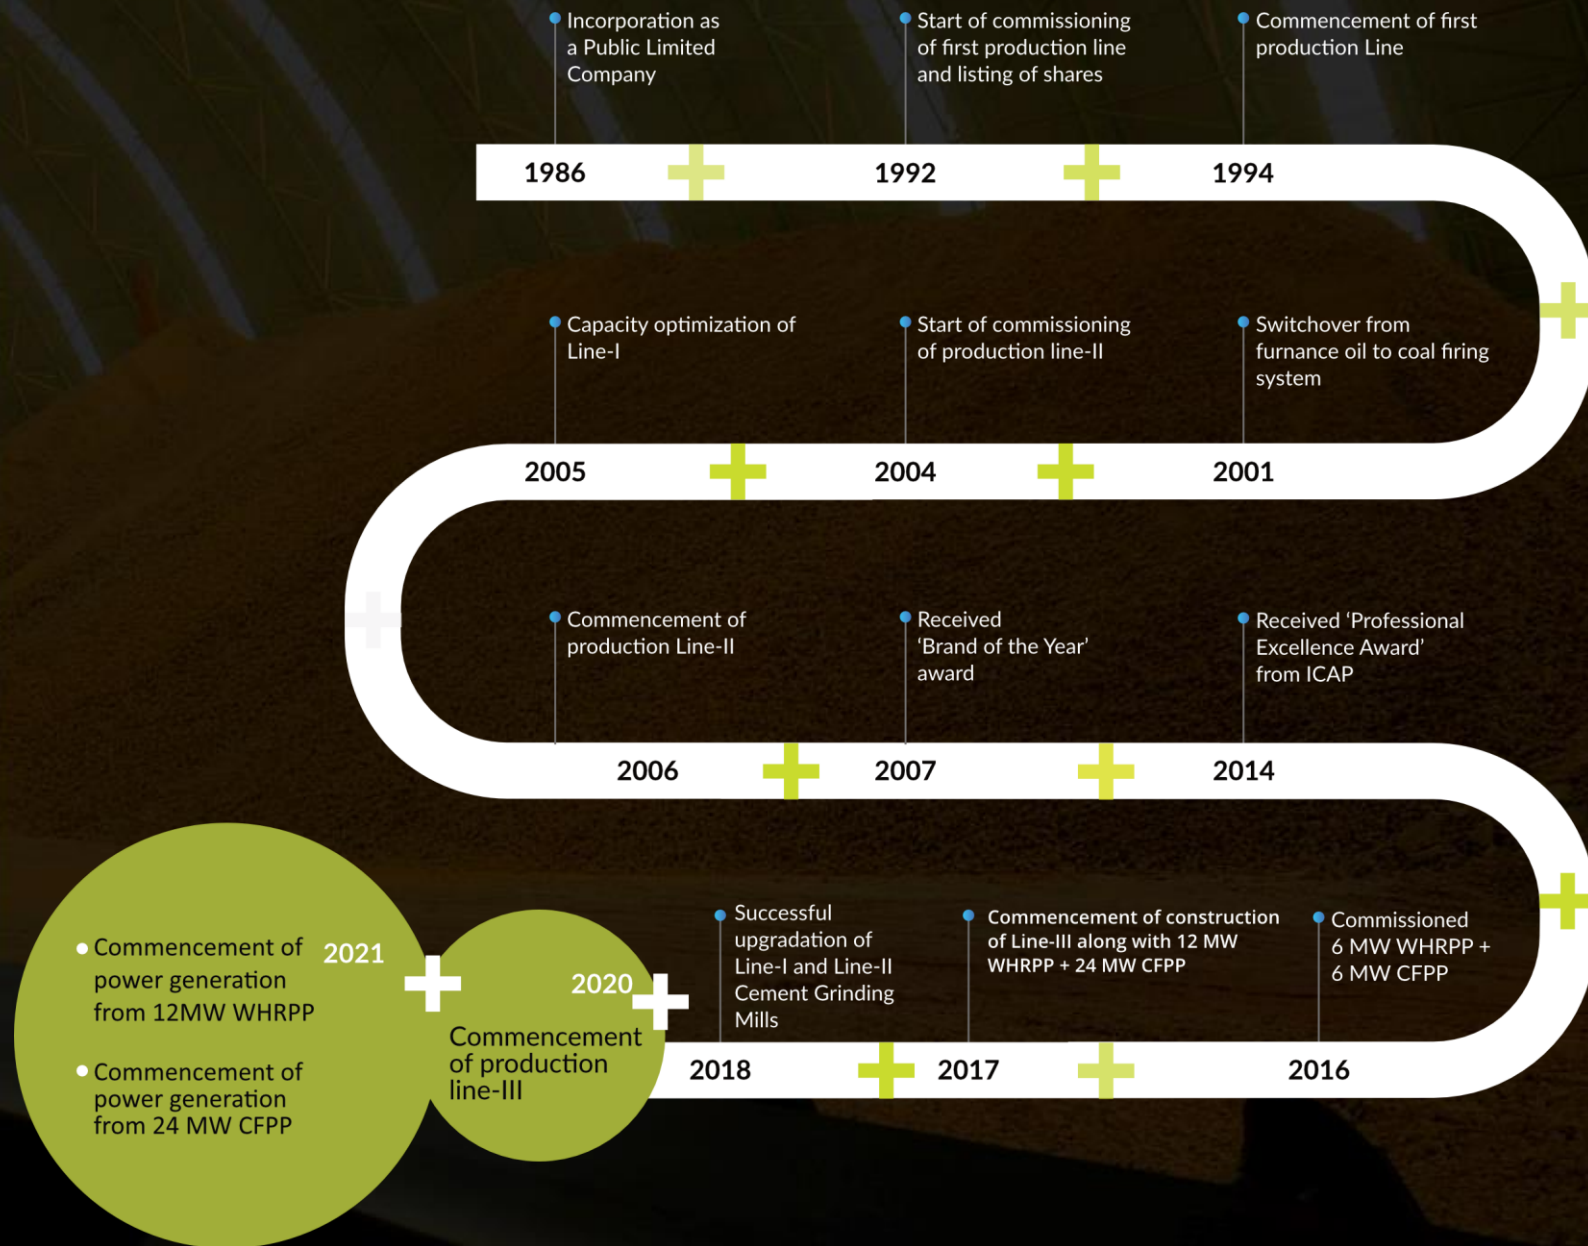 Incorporation as
a Public Limited
Company
Start of commissioning
of first production line
and listing of shares
Commencement of first
production Line
1986
1992
1994
Capacity optimization of
Line-I
Start of commissioning
of production line-II
Switchover from
furnance oil to coal firing
system
2005
2004
2001
Commencement of
production Line-II
Received
‘Brand of the Year’
award
Received ‘Professional
Excellence Award’
from ICAP
2006
2007
2014
Successful
upgradation of
Line-I and Line-II
Cement Grinding
Mills
Commencement of construction
of Line-III along with 12 MW
WHRPP + 24 MW CFPP
Commissioned
6 MW WHRPP +
6 MW CFPP
2018
2017
2016
2020
Commencement
of production
line-III
2021
Commencement of
power generation
from 12MW WHRPP
Commencement of
power generation
from 24 MW CFPP